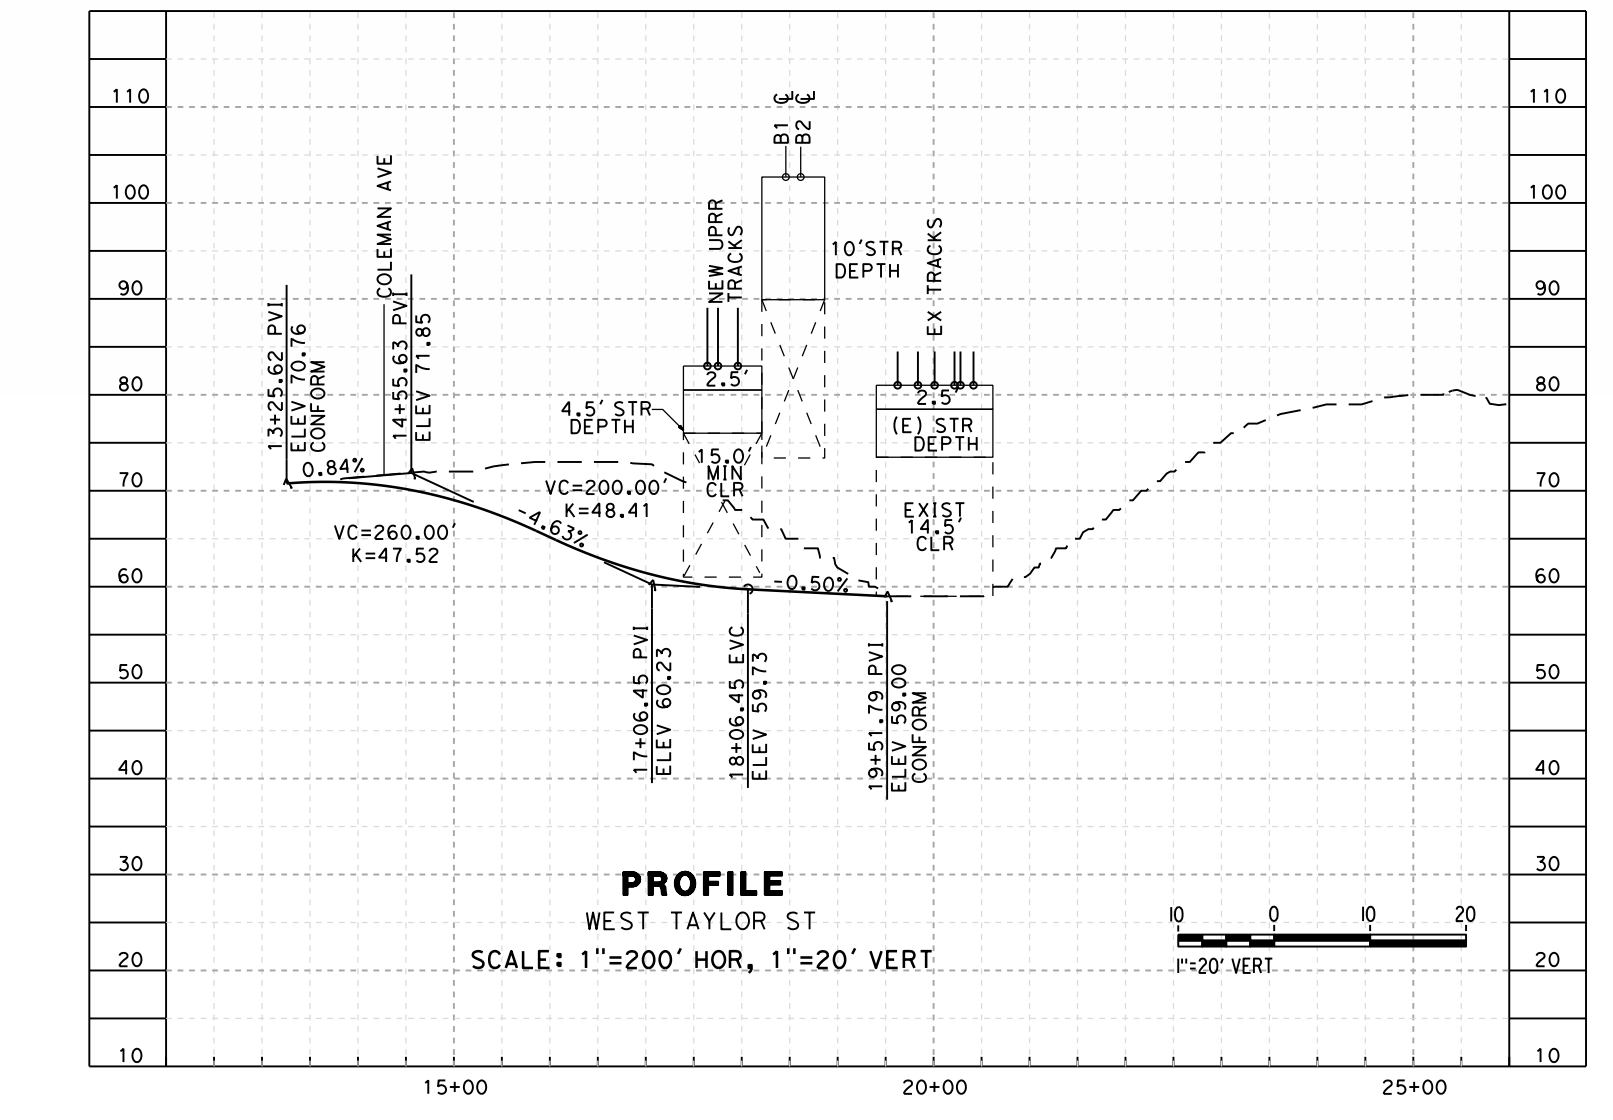 110
100
90
80
70
60
50
40
30
20
10
110
100
90
80
70
60
50
40
30
20
10
13+25.62 PVI
ELEV 70.76
CONFORM
COLEMAN AVE
14+55.63 PVI
ELEV 71.85
0.84%
VC=260.00'
K=47.52
-4.63%
VC=200.00'
K=48.41
4.5' STR
DEPTH
NEW UPRR
TRACKS
2.5'
15.0'
MIN
CLR
B1
B2
10'STR
DEPTH
EX TRACKS
2.5'
(E) STR
DEPTH
EXIST
14.5'
CLR
-0.50%
17+06.45 PVI
ELEV 60.23
18+06.45 EVC
ELEV 59.73
19+51.79 PVI
ELEV 59.00
CONFORM
PROFILE
WEST TAYLOR ST
SCALE: 1"=200' HOR, 1"=20' VERT
10 0 10 20
1"=20' VERT
15+00
20+00
25+00